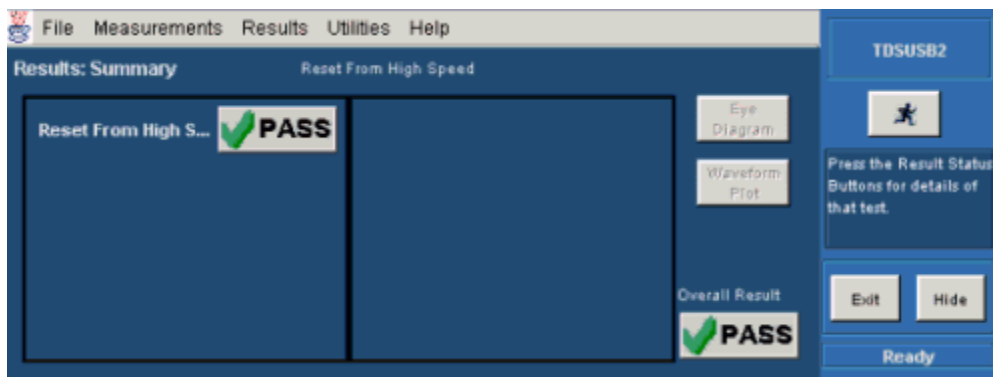 File Measurements Results Utilities Help
TDSUSB2
Results: Summary
Reset From High Speed
Reset From High S...
PASS
Eye
Diagram
Waveform
Plot
Press the Result Status
Buttons for details of
that test.
Overall Result
PASS
Exit
Hide
Ready